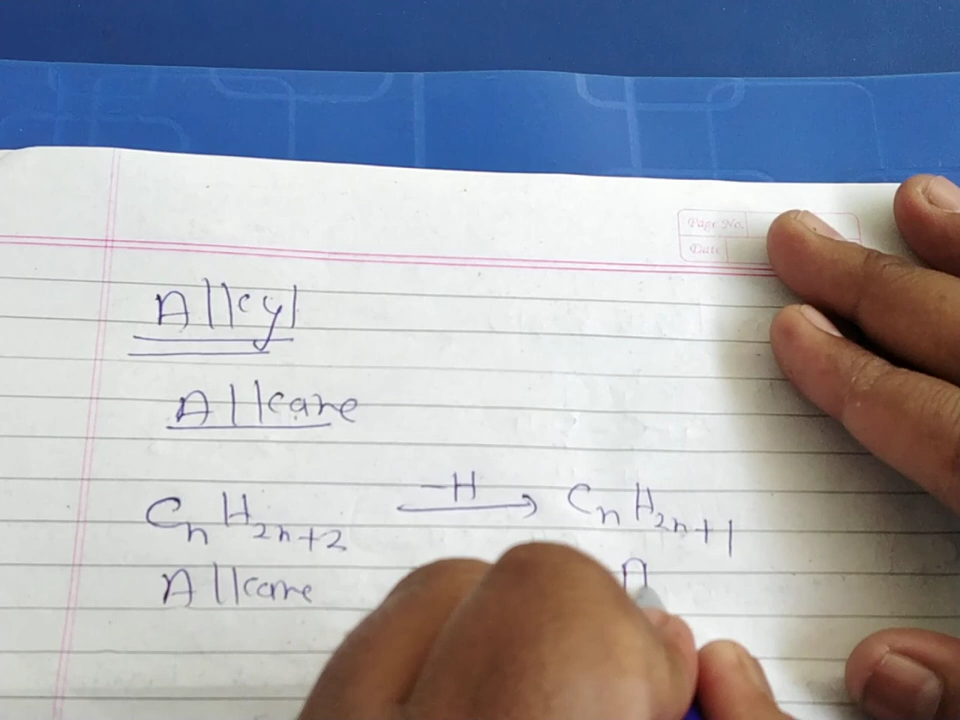 Page No.
Date
Alkyl
Alkane
CnH2n+2 —H→ CnH2n+1
Alkane A